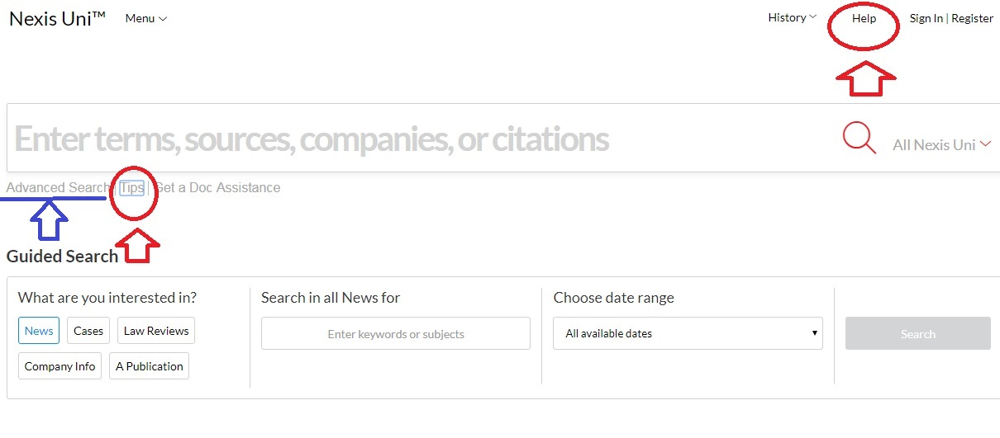 Nexis Uni™ Menu History Help Sign In | Register
Enter terms, sources, companies, or citations All Nexis Uni
Advanced Search | Tips | Get a Doc Assistance
Guided Search
What are you interested in? Search in all News for Choose date range
News Cases Law Reviews Enter keywords or subjects All available dates Search
Company Info A Publication